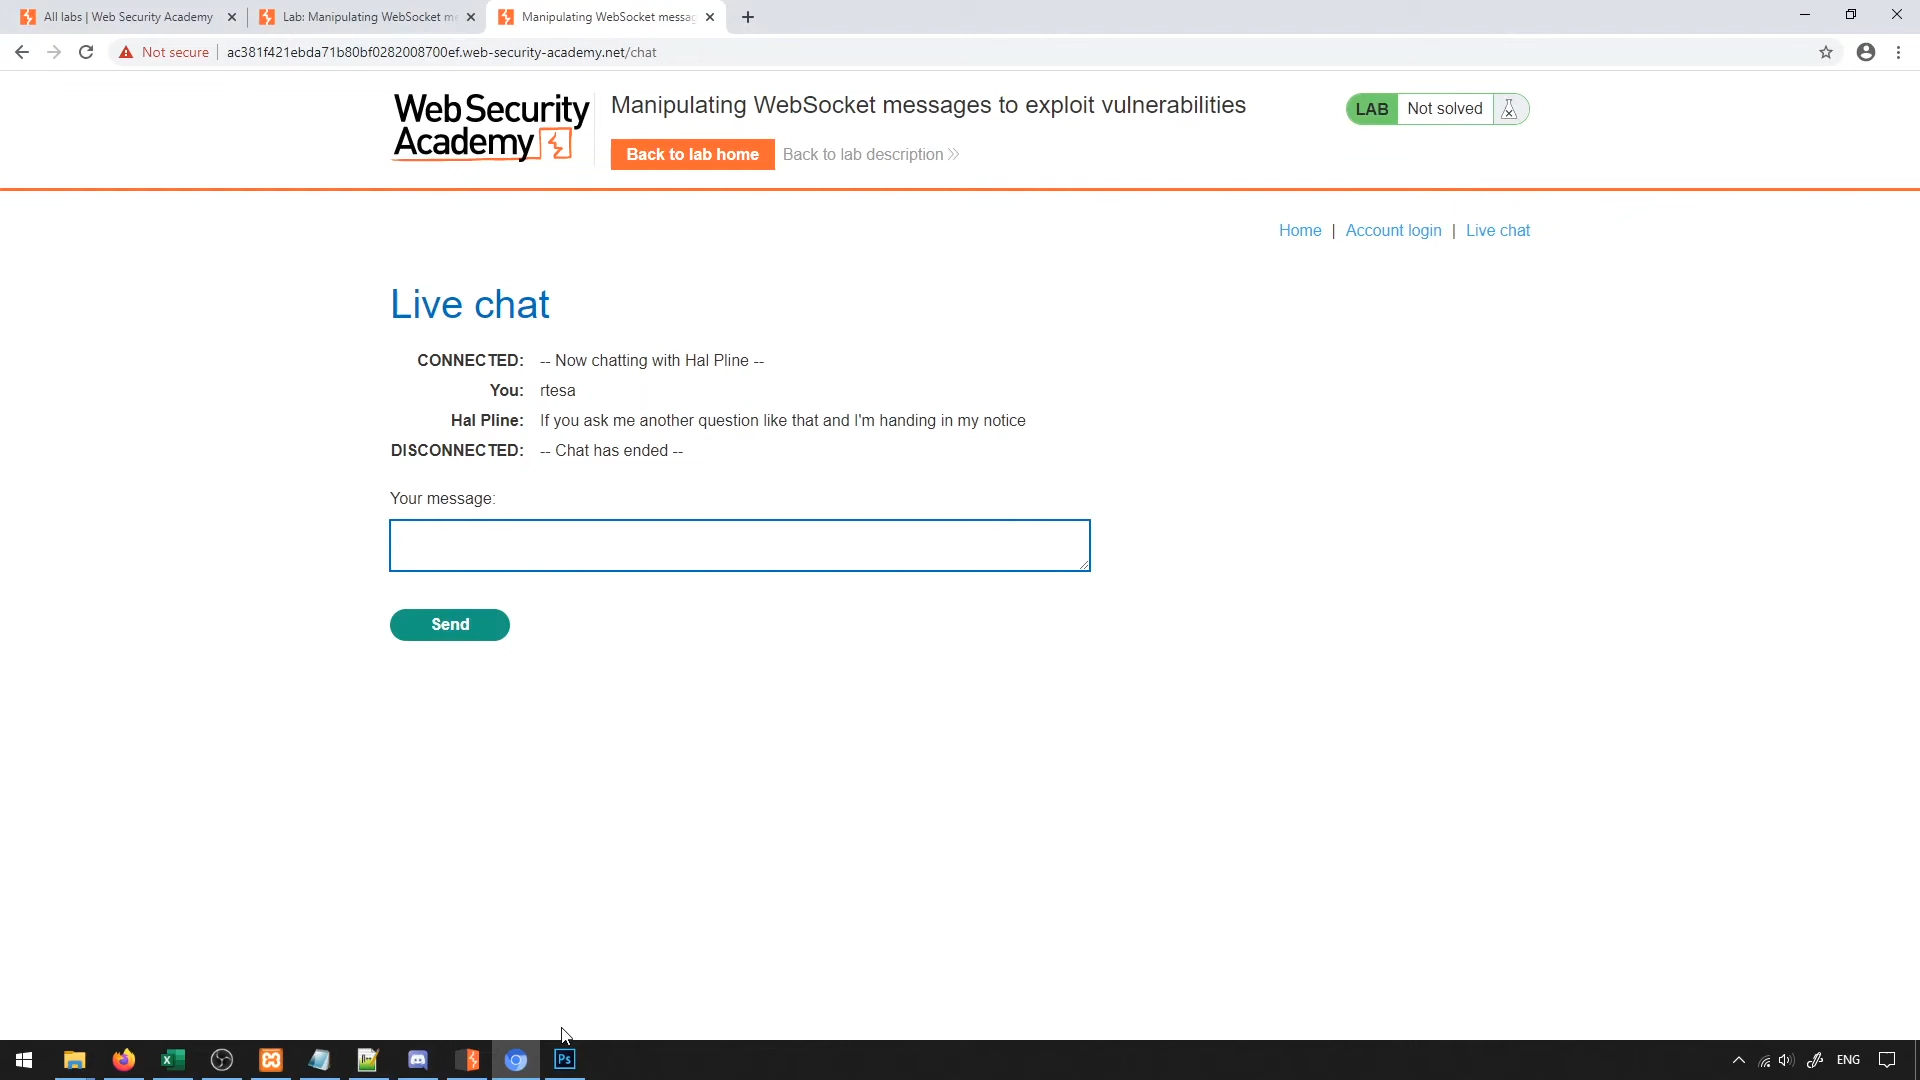 All labs | Web Security Academy
Lab: Manipulating WebSocket me
Manipulating WebSocket messag
Not secure
ac381f421ebda71b80bf0282008700ef.web-security-academy.net/chat
Web Security
Academy
Manipulating WebSocket messages to exploit vulnerabilities
LAB
Not solved
Back to lab home
Back to lab description
Home | Account login | Live chat
Live chat
CONNECTED: -- Now chatting with Hal Pline --
You: rtesa
Hal Pline: If you ask me another question like that and I'm handing in my notice
DISCONNECTED: -- Chat has ended --
Your message:
Send
Ps
ENG